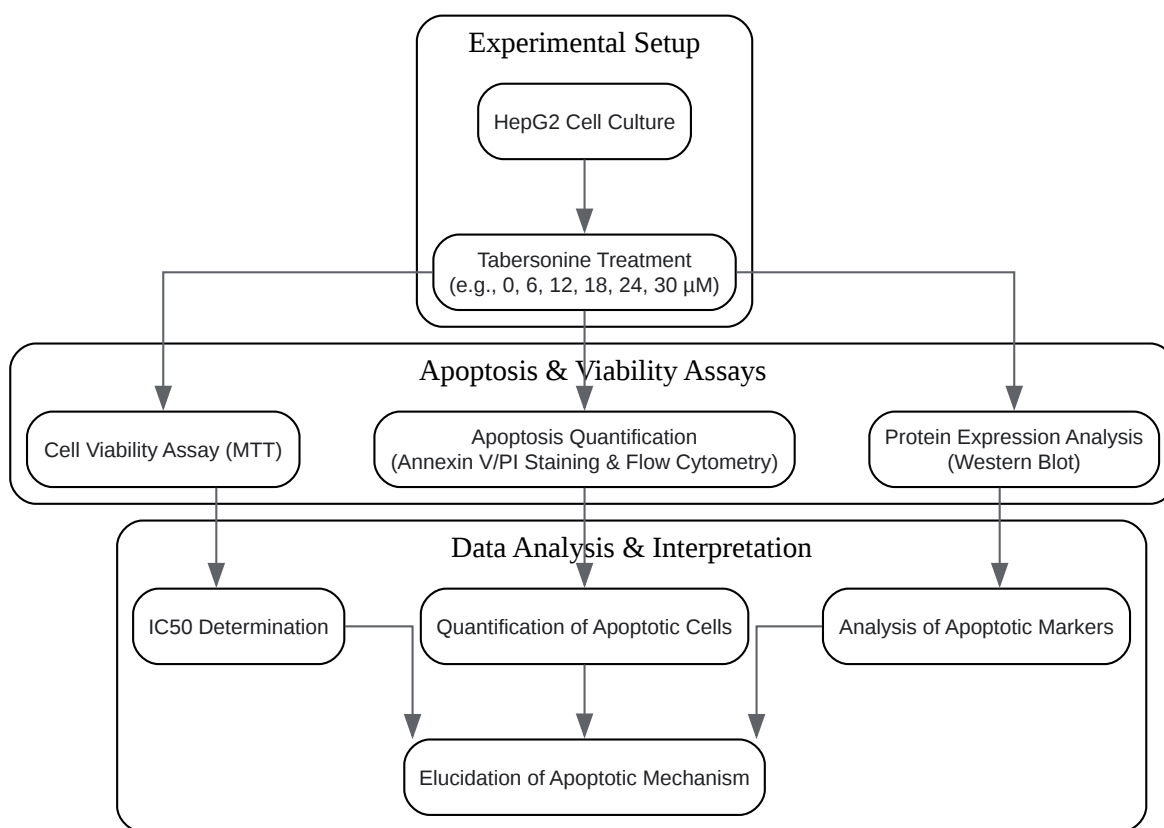 Experimental Setup
HepG2 Cell Culture
Tabersonine Treatment
(e.g., 0, 6, 12, 18, 24, 30 µM)
Apoptosis & Viability Assays
Cell Viability Assay (MTT)
Apoptosis Quantification
(Annexin V/PI Staining & Flow Cytometry)
Protein Expression Analysis
(Western Blot)
Data Analysis & Interpretation
IC50 Determination
Quantification of Apoptotic Cells
Analysis of Apoptotic Markers
Elucidation of Apoptotic Mechanism